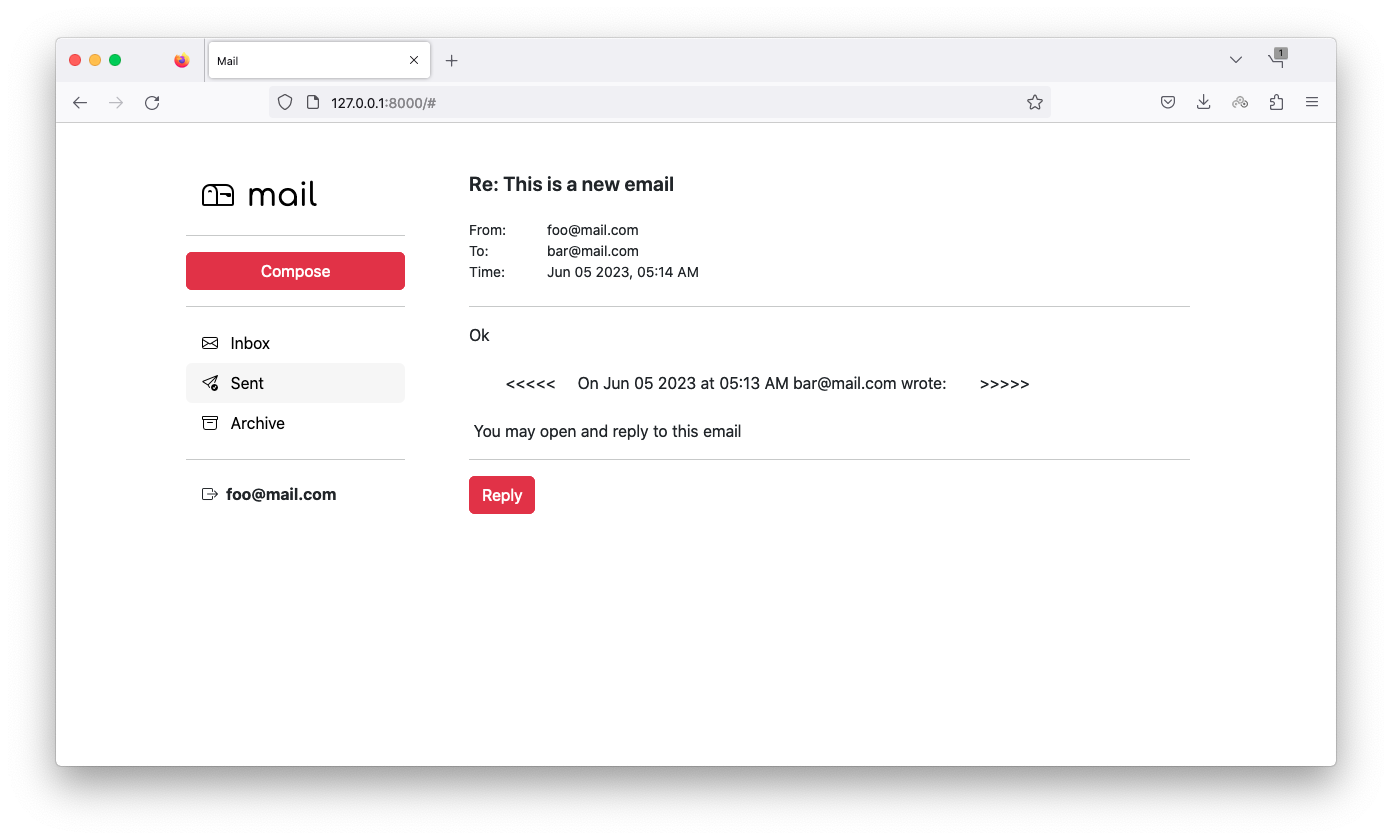 Mail
1
127.0.0.1:8000/#
mail
Compose
Inbox
Sent
Archive
foo@mail.com
Re: This is a new email
From: foo@mail.com
To: bar@mail.com
Time: Jun 05 2023, 05:14 AM
Ok
<<<<< On Jun 05 2023 at 05:13 AM bar@mail.com wrote: >>>>>
You may open and reply to this email
Reply